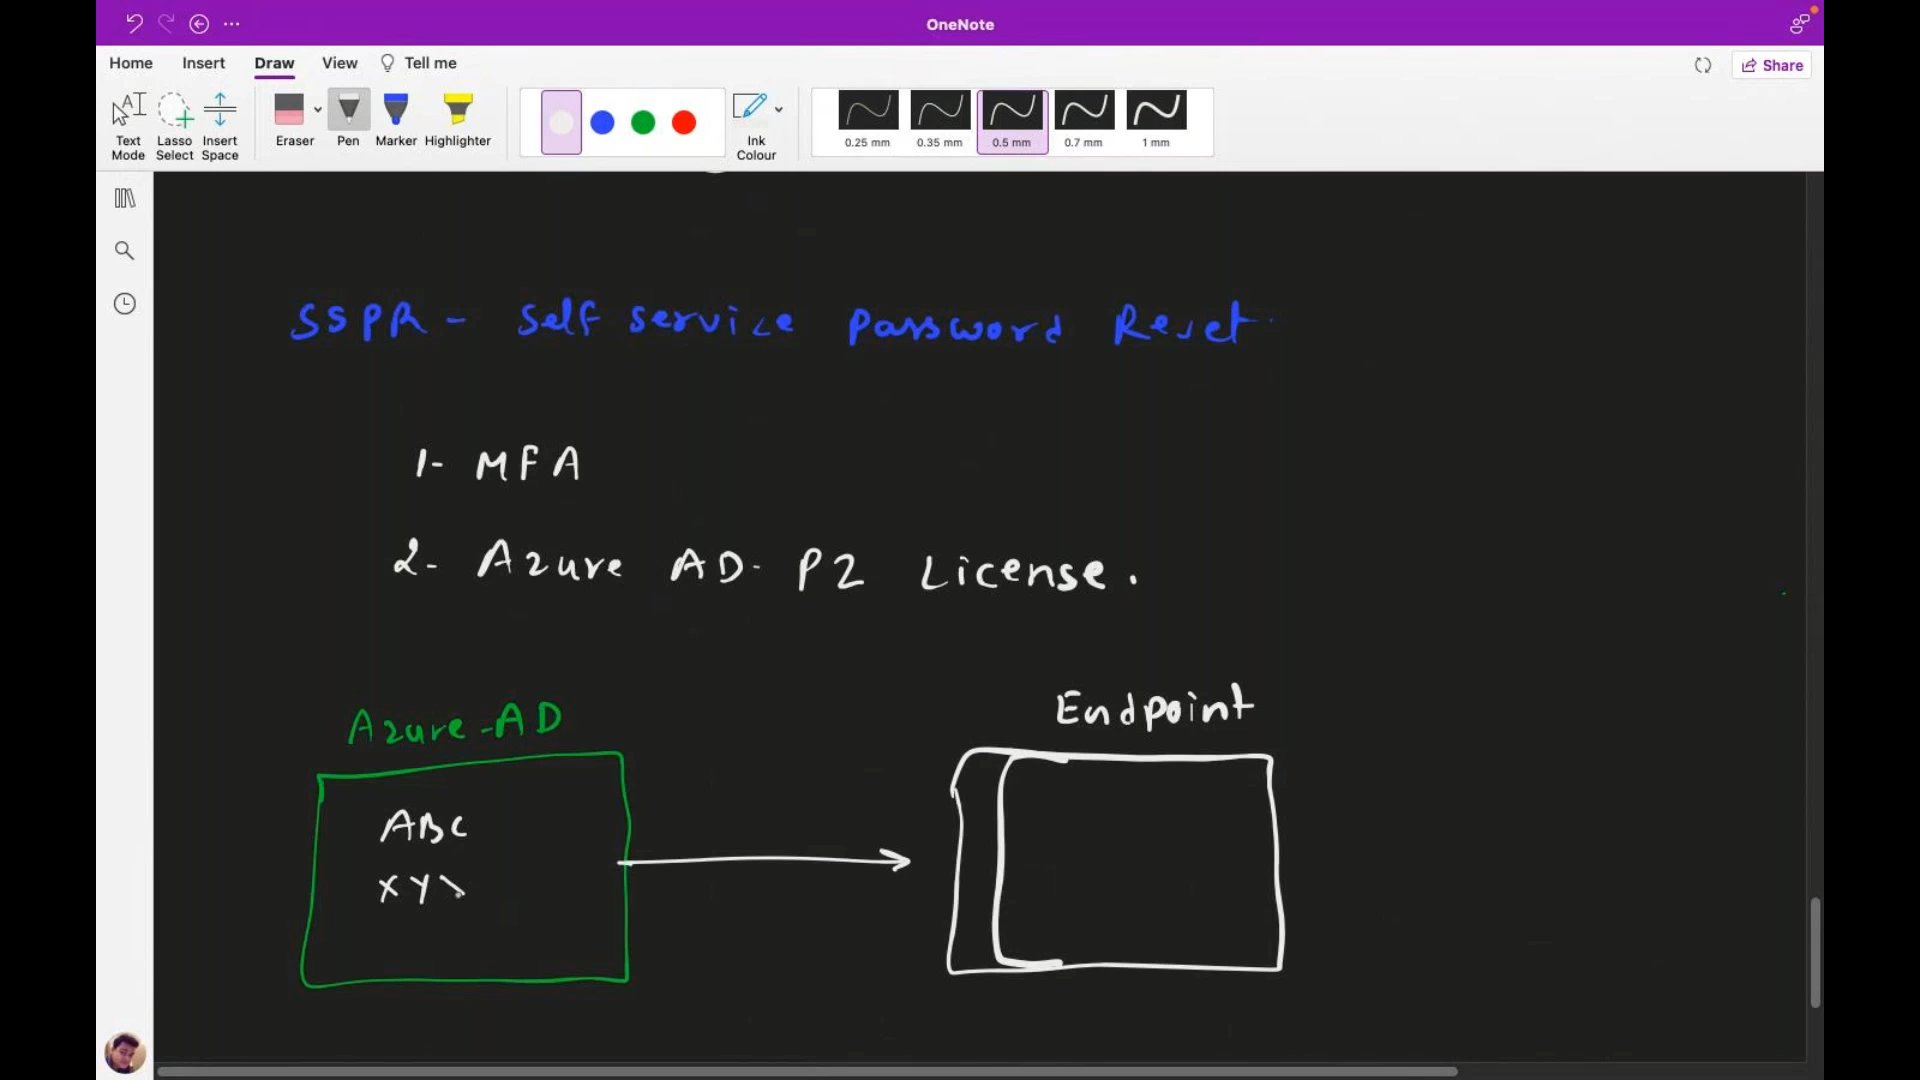 OneNote
Home Insert Draw View Tell me
Share
Text Mode
Lasso Select
Insert Space
Eraser
Pen
Marker
Highlighter
Ink Colour
0.25 mm
0.35 mm
0.5 mm
0.7 mm
1 mm
SSPR - Self Service Password Reset.
1- MFA
2- Azure AD- P2 License.
Azure-AD
Endpoint
ABC
XY